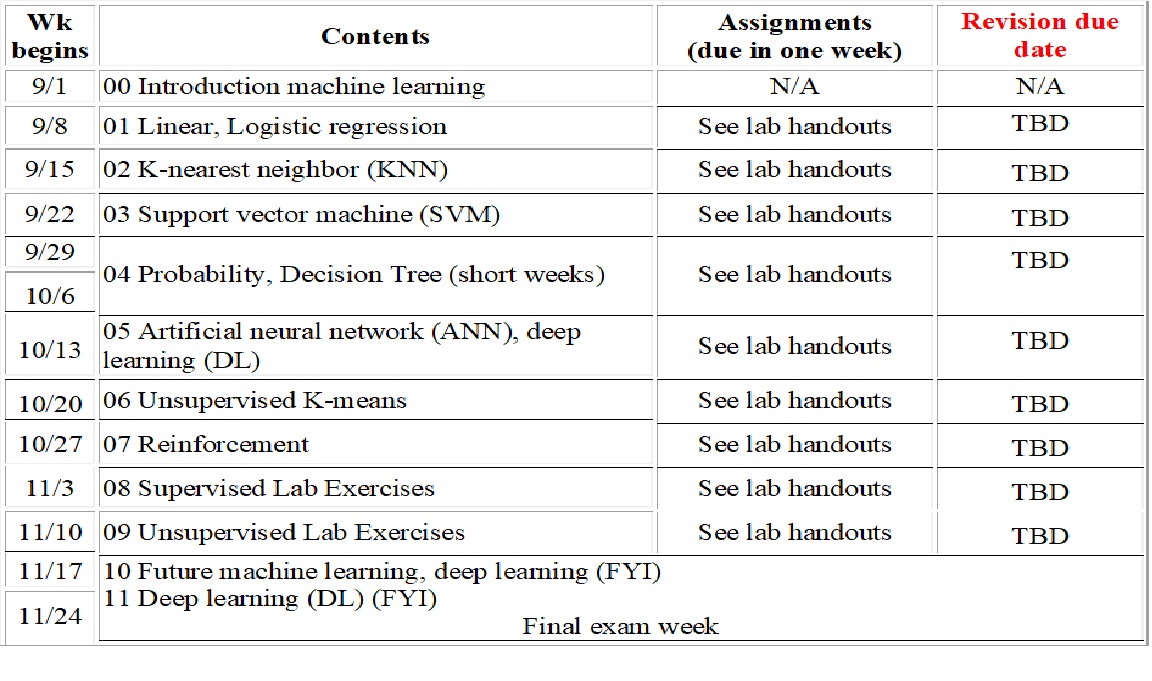 Wk begins Contents Assignments (due in one week) Revision due date
9/1 00 Introduction machine learning N/A N/A
9/8 01 Linear, Logistic regression See lab handouts TBD
9/15 02 K-nearest neighbor (KNN) See lab handouts TBD
9/22 03 Support vector machine (SVM) See lab handouts TBD
9/29
10/6 04 Probability, Decision Tree (short weeks) See lab handouts TBD
10/13 05 Artificial neural network (ANN), deep learning (DL) See lab handouts TBD
10/20 06 Unsupervised K-means See lab handouts TBD
10/27 07 Reinforcement See lab handouts TBD
11/3 08 Supervised Lab Exercises See lab handouts TBD
11/10 09 Unsupervised Lab Exercises See lab handouts TBD
11/17 10 Future machine learning, deep learning (FYI)
11/24 11 Deep learning (DL) (FYI)
Final exam week